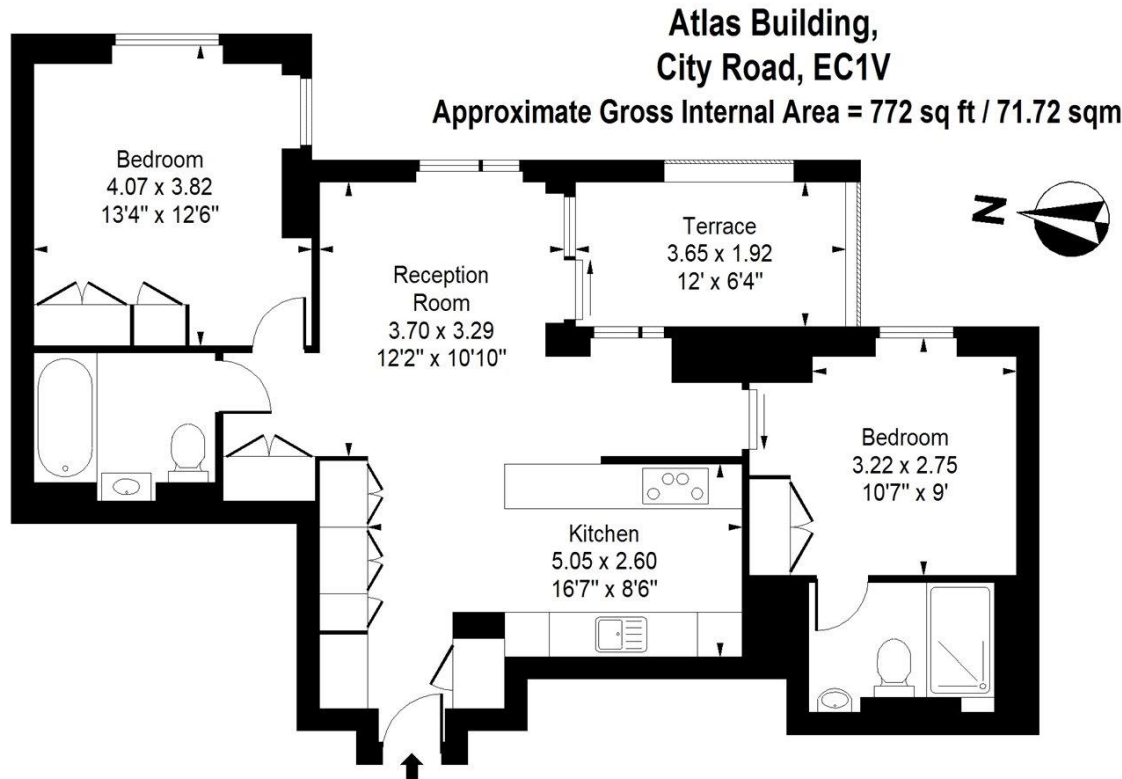 Atlas Building,
City Road, EC1V
Approximate Gross Internal Area = 772 sq ft / 71.72 sqm
Bedroom
4.07 x 3.82
13'4" x 12'6"
Reception
Room
3.70 x 3.29
12'2" x 10'10"
Terrace
3.65 x 1.92
12' x 6'4"
N
Bedroom
3.22 x 2.75
10'7" x 9'
Kitchen
5.05 x 2.60
16'7" x 8'6"